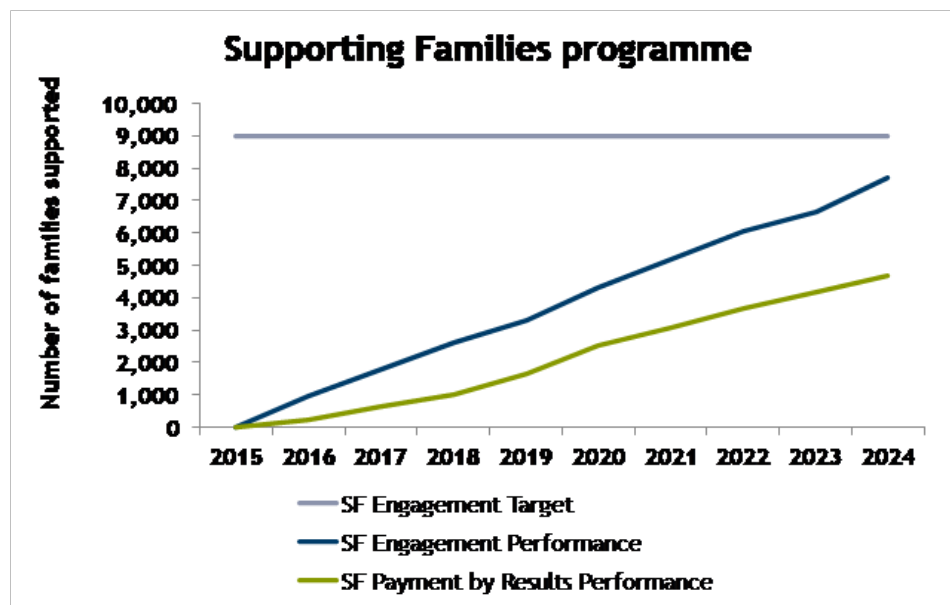 Supporting Families programme
Number of families supported
10,000
9,000
8,000
7,000
6,000
5,000
4,000
3,000
2,000
1,000
0
2015 2016 2017 2018 2019 2020 2021 2022 2023 2024
SF Engagement Target
SF Engagement Performance
SF Payment by Results Performance